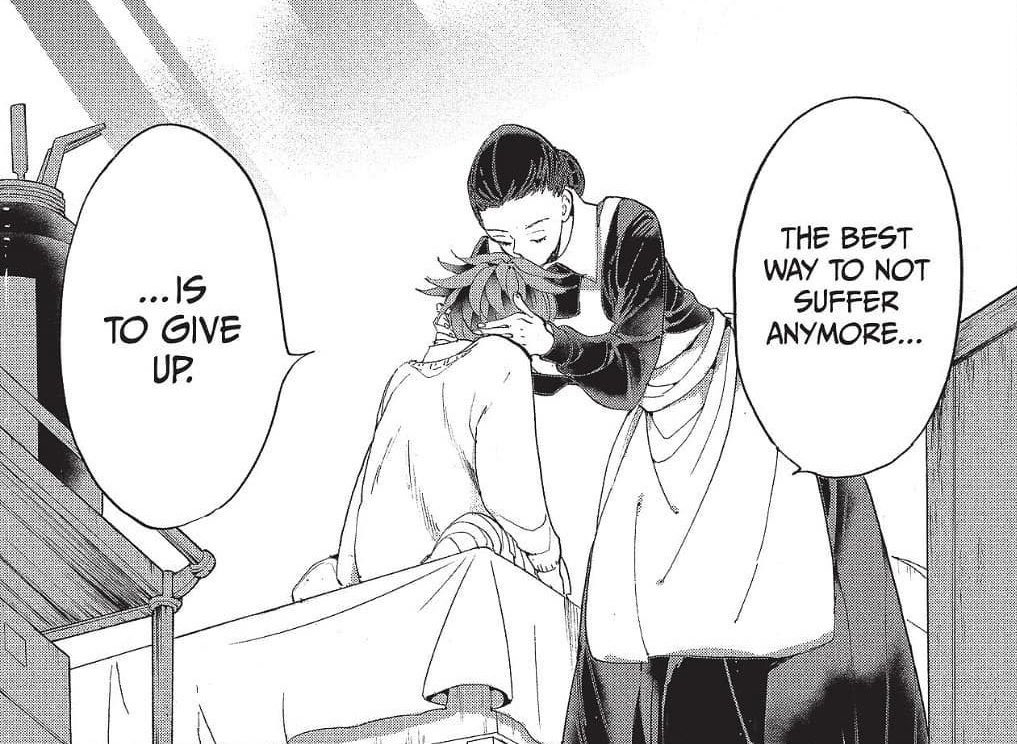 THE BEST
WAY TO NOT
SUFFER
ANYMORE...
...IS
TO GIVE
UP.